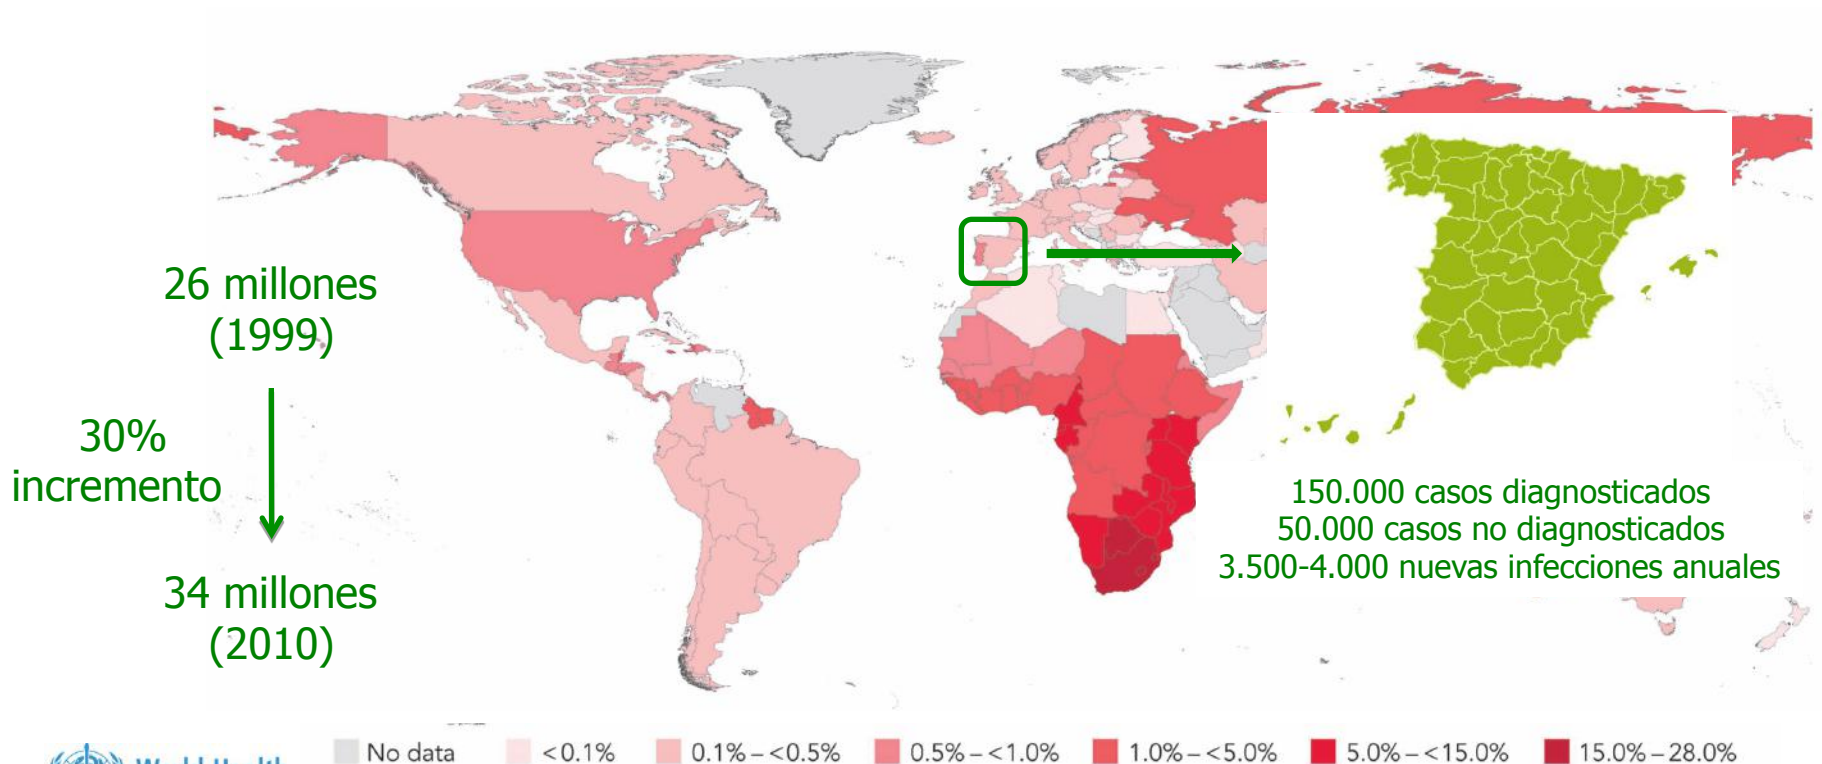 26 millones
(1999)
30%
incremento
34 millones
(2010)
150.000 casos diagnosticados
50.000 casos no diagnosticados
3.500-4.000 nuevas infecciones anuales
No data
<0.1%
0.1%–<0.5%
0.5%–<1.0%
1.0%–<5.0%
5.0%–<15.0%
15.0%–28.0%
World Health